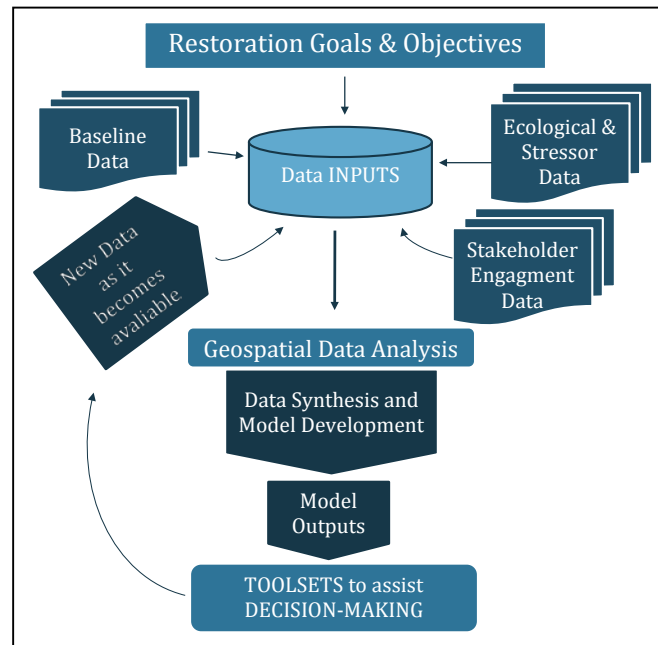 Restoration Goals & Objectives
Baseline
Data
Ecological &
Stressor
Data
Data INPUTS
New Data
as it
becomes
avaliable
Stakeholder
Engagment
Data
Geospatial Data Analysis
Data Synthesis and
Model Development
Model
Outputs
TOOLSETS to assist
DECISION-MAKING